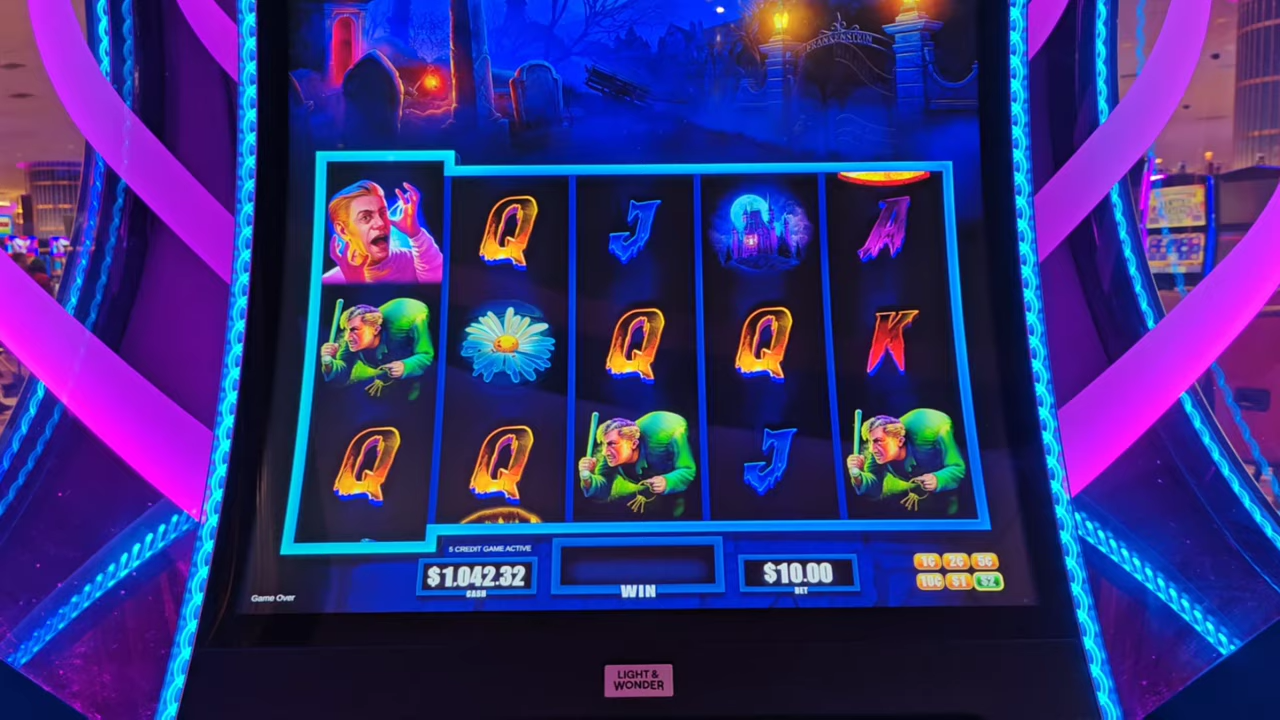 FRANKENSTEIN
Q J A
Q Q K
Q Q J
5 CREDIT GAME ACTIVE
$1,042.32 $10.00
CASH WIN BET
1¢ 2¢ 5¢
10¢ $1 $2
Game Over
LIGHT &
WONDER